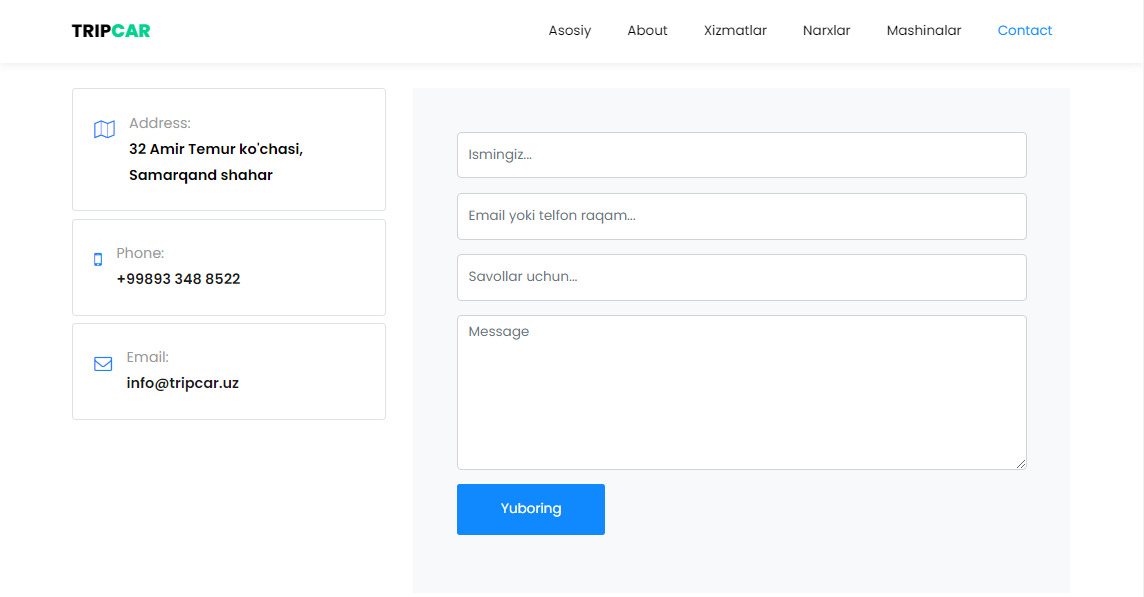 TRIPCAR
Asosiy About Xizmatlar Narxlar Mashinalar Contact
Address:
32 Amir Temur ko'chasi,
Samarqand shahar
Phone:
+99893 348 8522
Email:
info@tripcar.uz
Ismingiz...
Email yoki telfon raqam...
Savollar uchun...
Message
Yuboring